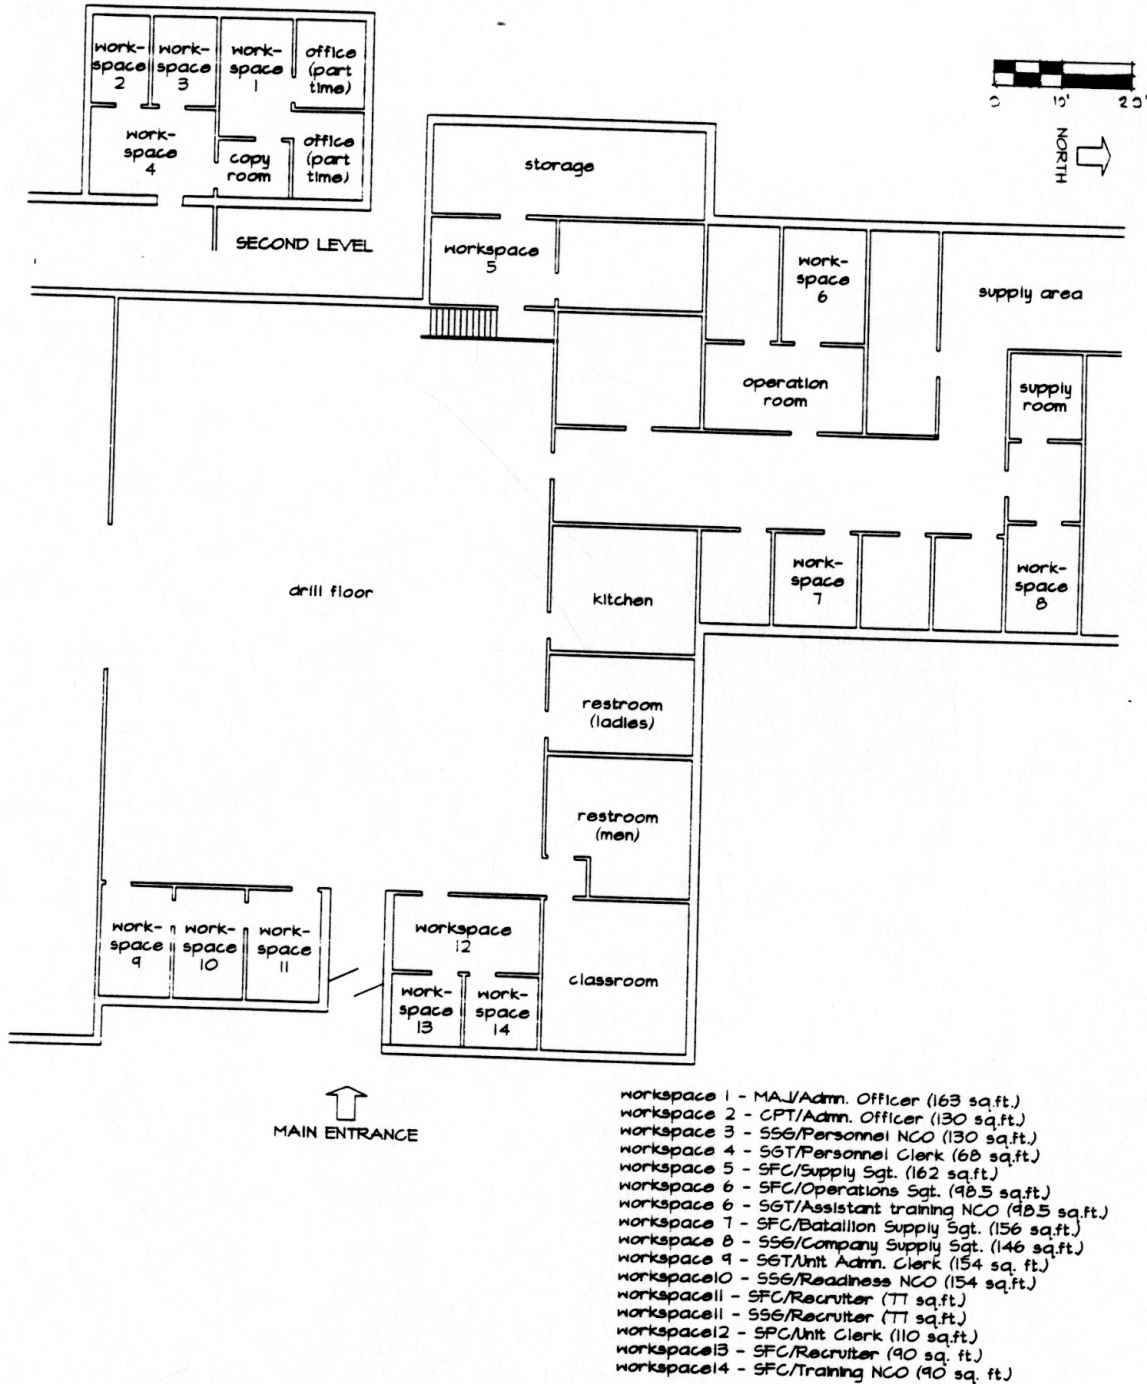 work-
space
2
work-
space
3
work-
space
1
office
(part
time)
work-
space
4
copy
room
office
(part
time)
SECOND LEVEL
0 10' 25'
NORTH
storage
workspace
5
work-
space
6
supply area
operation
room
supply
room
drill floor
kitchen
work-
space
7
work-
space
8
restroom
(ladies)
restroom
(men)
work-
space
9
work-
space
10
work-
space
11
workspace
12
work-
space
13
work-
space
14
classroom
MAIN ENTRANCE
workspace 1 - MAJ/Admn. Officer (163 sq.ft.)
workspace 2 - CPT/Admn. Officer (130 sq.ft.)
workspace 3 - SSG/Personnel NCO (130 sq.ft.)
workspace 4 - SGT/Personnel Clerk (68 sq.ft.)
workspace 5 - SFC/Supply Sgt. (162 sq.ft.)
workspace 6 - SFC/Operations Sgt. (98.5 sq.ft.)
workspace 6 - SGT/Assistant training NCO (98.5 sq.ft.)
workspace 7 - SFC/Batallion Supply Sgt. (156 sq.ft.)
workspace 8 - SSG/Company Supply Sgt. (146 sq.ft.)
workspace 9 - SGT/Unit Admn. Clerk (154 sq. ft.)
workspace10 - SSG/Readiness NCO (154 sq.ft.)
workspace11 - SFC/Recruiter (77 sq.ft.)
workspace11 - SSG/Recruiter (77 sq.ft.)
workspace12 - SPC/Unit Clerk (110 sq.ft.)
workspace13 - SFC/Recruiter (90 sq. ft.)
workspace14 - SFC/Training NCO (90 sq. ft.)